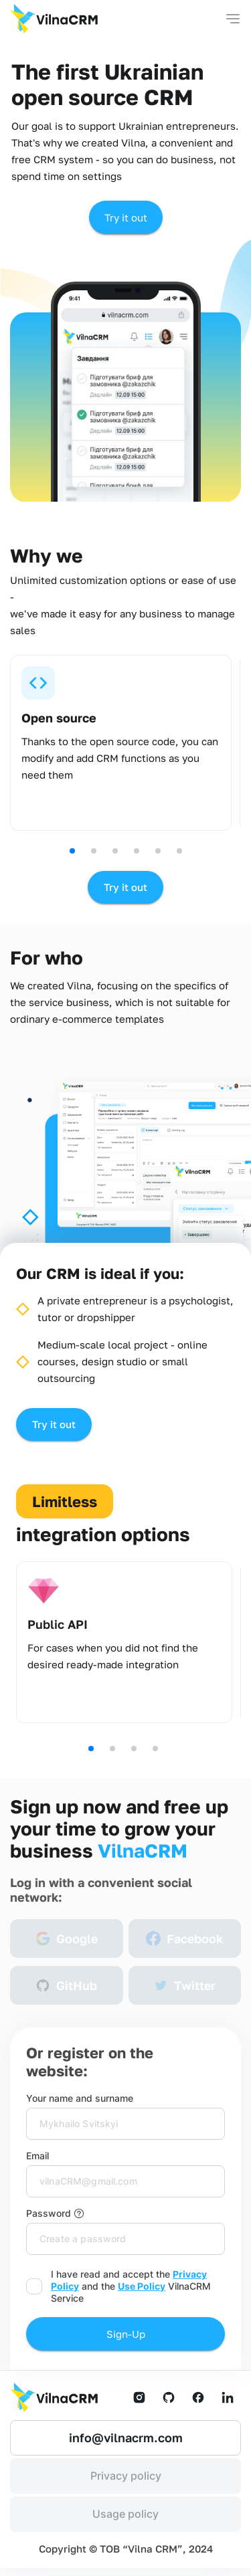 VilnaCRM
The first Ukrainian
open source CRM
Our goal is to support Ukrainian entrepreneurs.
That's why we created Vilna, a convenient and
free CRM system - so you can do business, not
spend time on settings
Try it out
9:41
vilnacrm.com
VilnaCRM
Завдання
Підготувати бриф для
замовника @zakazchik
Дедлайн 12.09 15:00
Підготувати бриф для
замовника @zakazchik
Дедлайн 12.09 15:00
Підготувати бриф для
замовника @zakazchik
Дедлайн 12.09 15:00
Підготувати бриф для
Why we
Unlimited customization options or ease of use
-
we've made it easy for any business to manage
sales
Open source
Thanks to the open source code, you can
modify and add CRM functions as you
need them
Try it out
For who
We created Vilna, focusing on the specifics of
the service business, which is not suitable for
ordinary e-commerce templates
VilnaCRM
VilnaCRM
VilnaCRM
Our CRM is ideal if you:
A private entrepreneur is a psychologist,
tutor or dropshipper
Medium-scale local project - online
courses, design studio or small
outsourcing
Try it out
Limitless
integration options
Public API
For cases when you did not find the
desired ready-made integration
Sign up now and free up
your time to grow your
business VilnaCRM
Log in with a convenient social
network:
Google
Facebook
GitHub
Twitter
Or register on the
website:
Your name and surname
Mykhailo Svitskyi
Email
vilnaCRM@gmail.com
Password
Create a password
I have read and accept the Privacy
Policy and the Use Policy VilnaCRM
Service
Sign-Up
VilnaCRM
info@vilnacrm.com
Privacy policy
Usage policy
Copyright © ТОВ “Vilna CRM”, 2024